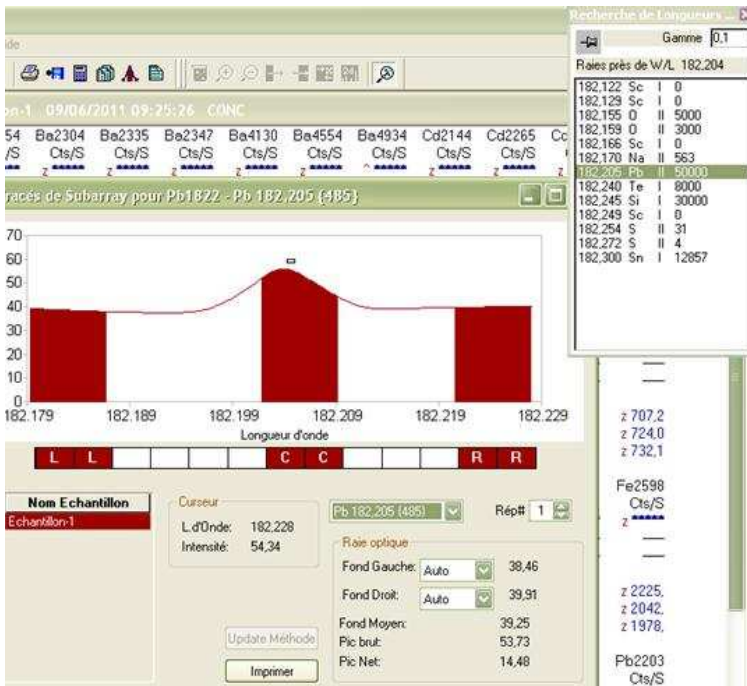 Recherche de Longueurs ...
Gamme 0,1
Raies près de W/L 182,204
182,122 Sc I 0
182,129 Sc I 0
182,155 O II 5000
182,159 O II 3000
182,166 Sc I 0
182,170 Na II 563
182,205 Pb II 50000
182,240 Te I 8000
182,245 Si I 30000
182,249 Sc I 0
182,254 S II 31
182,272 S II 4
182,300 Sn I 12857
de
on-1 09/06/2011 09:25:26 CONC
54 Ba2304 Ba2335 Ba2347 Ba4130 Ba4554 Ba4934 Cd2144 Cd2265 Co
/S Cts/S Cts/S Cts/S Cts/S Cts/S Cts/S Cts/S Cts/S
z ***** z ***** z ***** z ***** z ***** ^ ***** z ***** z ***** z
racés de Subarray pour Pb1822 - Pb 182,205 {485}
70
60
50
40
30
20
10
0
182.179 182.189 182.199 182.209 182.219 182.229
Longueur d'onde
L L C C R R
Nom Echantillon
Echantillon-1
Curseur
L.d'Onde: 182,228
Intensité: 54,34
Update Méthode
Imprimer
Pb 182,205 {485}
Rép# 1
Raie optique
Fond Gauche: Auto 38,46
Fond Droit: Auto 39,91
Fond Moyen: 39,25
Pic brut: 53,73
Pic Net: 14,48
z 707,2
z 724,0
z 732,1
Fe2598
Cts/S
z *****
z 2225,
z 2042,
z 1978,
Pb2203
Cts/S